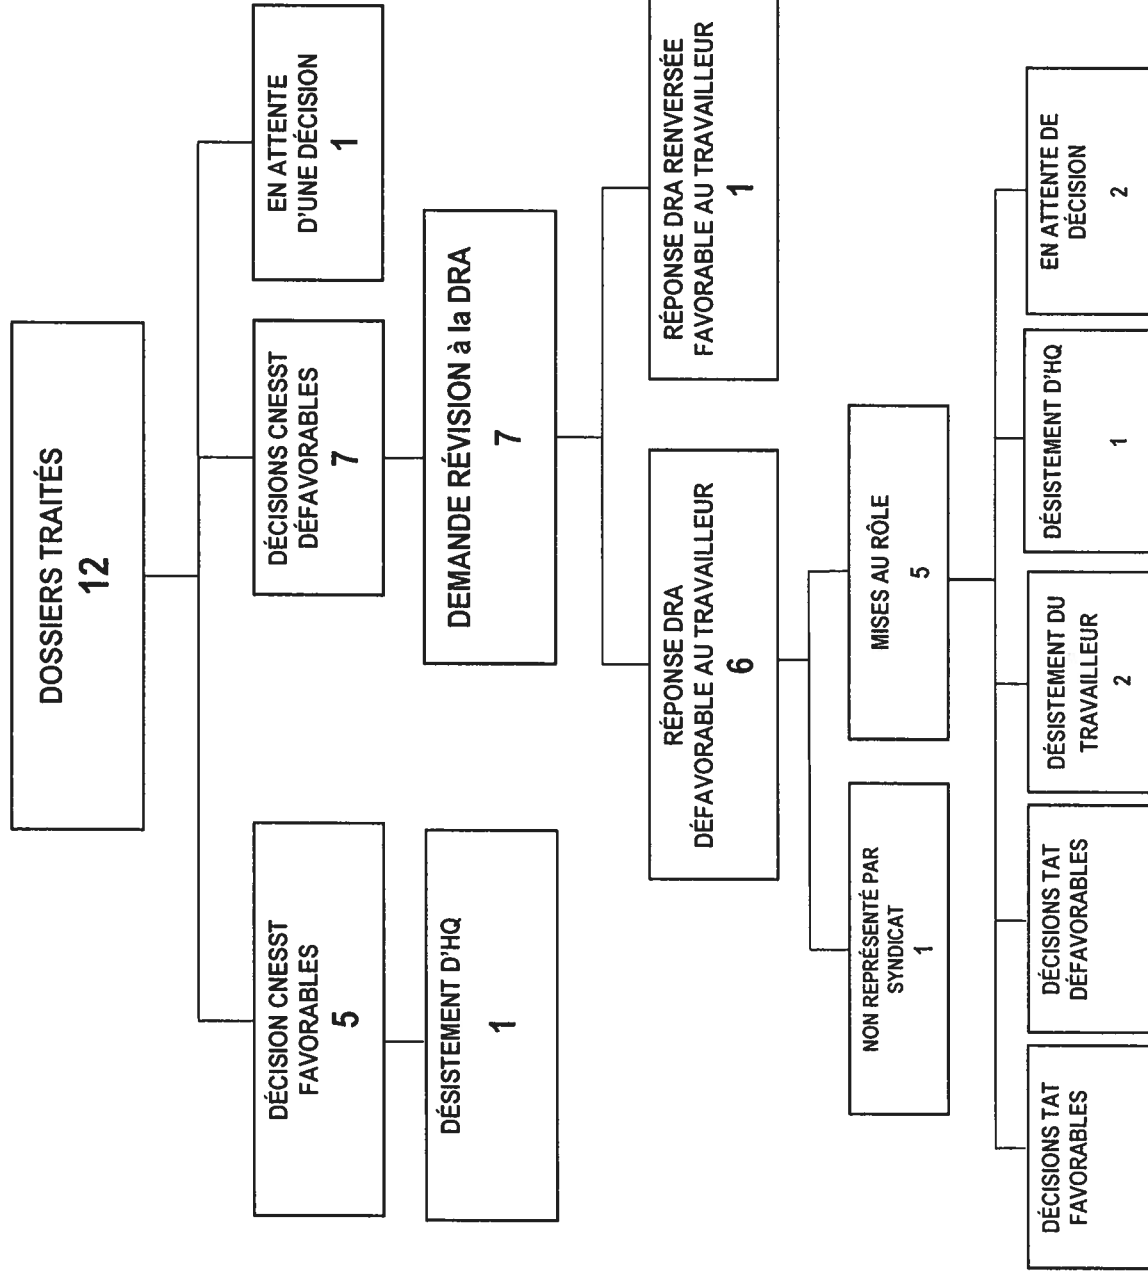 DOSSIERS TRAITÉS
12
DÉCISION CNESST
FAVORABLES
5
DÉCISIONS CNESST
DÉFAVORABLES
7
EN ATTENTE
D'UNE DÉCISION
1
DÉSISTEMENT D'HQ
1
DEMANDE RÉVISION à la DRA
7
RÉPONSE DRA
DÉFAVORABLE AU TRAVAILLEUR
6
RÉPONSE DRA RENVERSÉE
FAVORABLE AU TRAVAILLEUR
1
NON REPRÉSENTÉ PAR
SYNDICAT
1
MISES AU RÔLE
5
DÉCISIONS TAT
FAVORABLES
DÉCISIONS TAT
DÉFAVORABLES
DÉSISTEMENT DU
TRAVAILLEUR
2
DÉSISTEMENT D'HQ
1
EN ATTENTE DE
DÉCISION
2